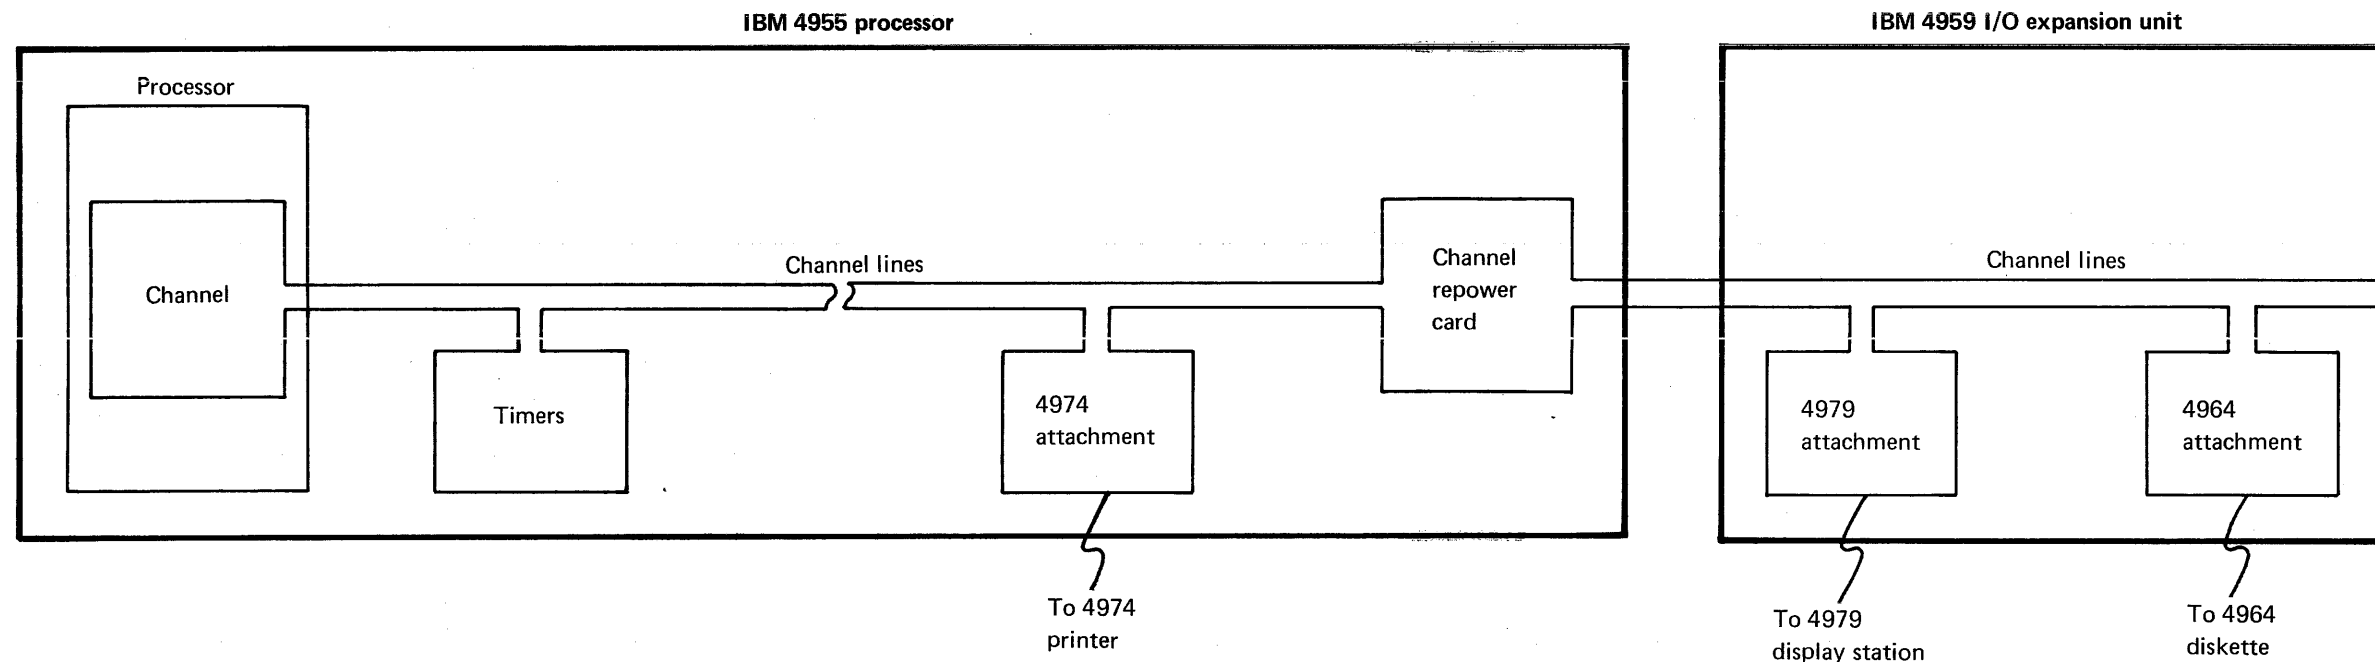 IBM 4955 processor
IBM 4959 I/O expansion unit
Processor
Channel
Channel lines
Channel
repower
card
Channel lines
Timers
4974
attachment
4979
attachment
4964
attachment
To 4974
printer
To 4979
display station
To 4964
diskette